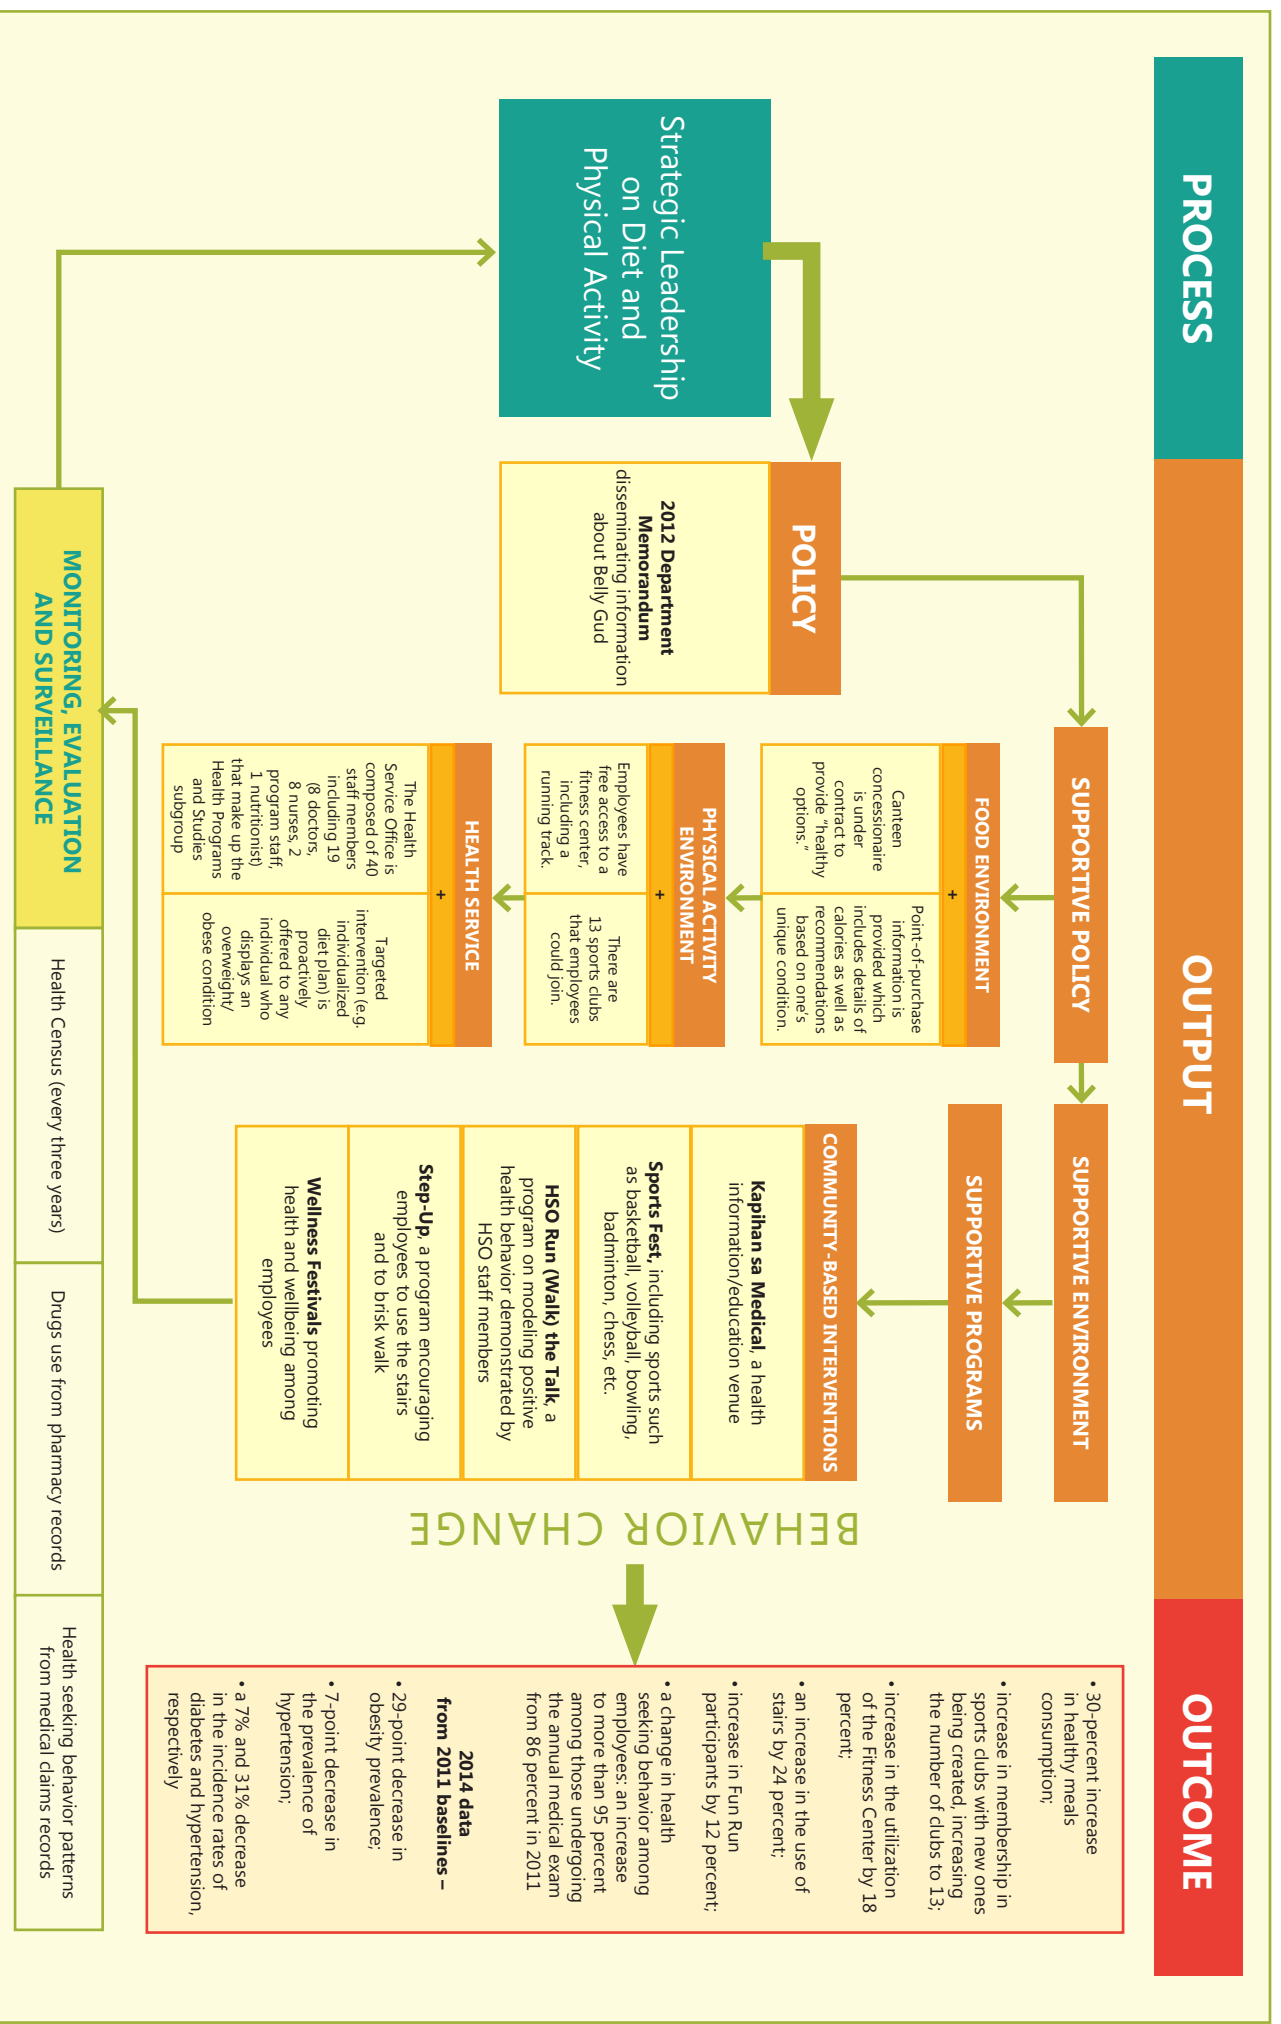 PROCESS
OUTPUT
OUTCOME
Strategic Leadership
on Diet and
Physical Activity
POLICY
2012 Department
Memorandum
disseminating information
about Belly Gud
SUPPORTIVE POLICY
FOOD ENVIRONMENT
+
Canteen
concessionaire
is under
contract to
provide "healthy
options."
Point-of-purchase
information is
provided which
includes details of
calories as well as
recommendations
based on one's
unique condition.
PHYSICAL ACTIVITY
ENVIRONMENT
+
Employees have
free access to a
fitness center,
including a
running track.
There are
13 sports clubs
that employees
could join.
HEALTH SERVICE
+
The Health
Service Office is
composed of 40
staff members
including 19
(8 doctors,
8 nurses, 2
program staff,
1 nutritionist)
that make up the
Health Programs
and Studies
subgroup
Targeted
intervention (e.g.
individualized
diet plan) is
proactively
offered to any
individual who
displays an
overweight/
obese condition
SUPPORTIVE ENVIRONMENT
SUPPORTIVE PROGRAMS
COMMUNITY-BASED INTERVENTIONS
Kapihan sa Medical, a health
information/education venue
Sports Fest, including sports such
as basketball, volleyball, bowling,
badminton, chess, etc.
HSO Run (Walk) the Talk, a
program on modeling positive
health behavior demonstrated by
HSO staff members
Step-Up, a program encouraging
employees to use the stairs
and to brisk walk
Wellness Festivals promoting
health and wellbeing among
employees
BEHAVIOR CHANGE
• 30-percent increase
in healthy meals
consumption;
• increase in membership in
sports clubs with new ones
being created, increasing
the number of clubs to 13;
• increase in the utilization
of the Fitness Center by 18
percent;
• an increase in the use of
stairs by 24 percent;
• increase in Fun Run
participants by 12 percent;
• a change in health
seeking behavior among
employees: an increase
to more than 95 percent
among those undergoing
the annual medical exam
from 86 percent in 2011
2014 data
from 2011 baselines –
• 29-point decrease in
obesity prevalence;
• 7-point decrease in
the prevalence of
hypertension;
• a 7% and 31% decrease
in the incidence rates of
diabetes and hypertension,
respectively
MONITORING, EVALUATION
AND SURVEILLANCE
Health Census (every three years)
Drugs use from pharmacy records
Health seeking behavior patterns
from medical claims records